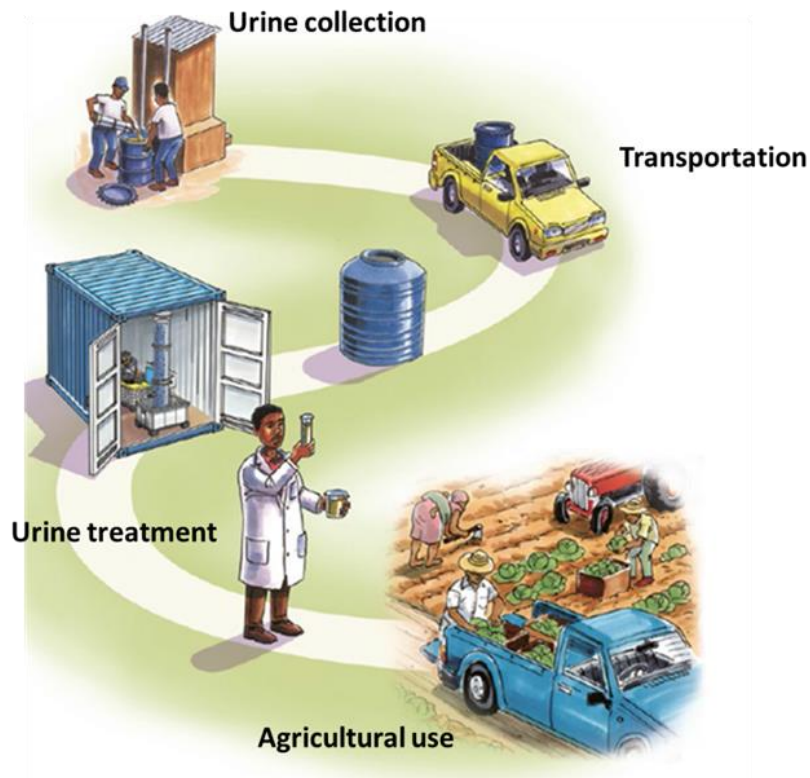 Urine collection
Transportation
Urine treatment
Agricultural use